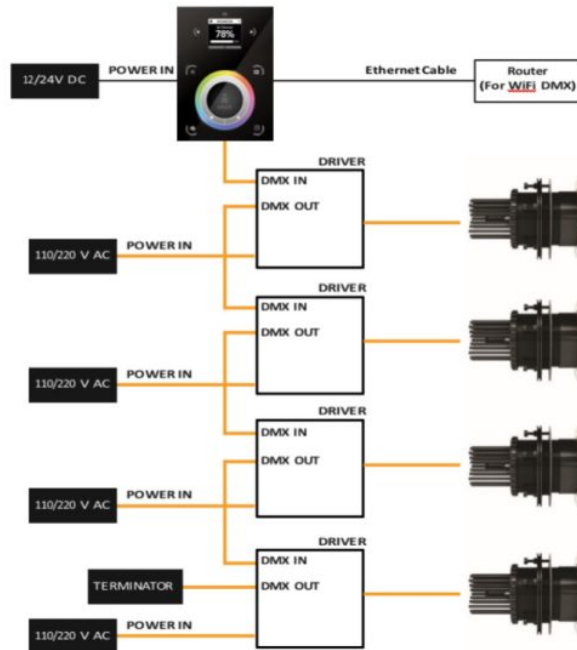 78%
12/24V DC
POWER IN
Ethernet Cable
Router
(For WiFi DMX)
DRIVER
DMX IN
DMX OUT
POWER IN
110/220 V AC
DRIVER
DMX IN
DMX OUT
POWER IN
110/220 V AC
DRIVER
DMX IN
DMX OUT
POWER IN
110/220 V AC
DRIVER
DMX IN
TERMINATOR
DMX OUT
POWER IN
110/220 V AC